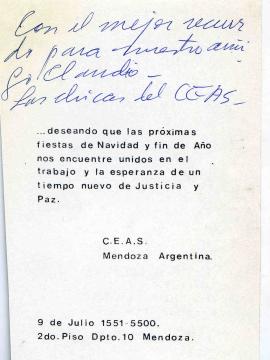 Con el mejor recuer
do para nuestro ami
go Claudio -
Las chicas del CEAS -
...deseando que las próximas
fiestas de Navidad y fin de Año
nos encuentre unidos en el
trabajo y la esperanza de un
tiempo nuevo de Justicia y
Paz.
C.E.A.S.
Mendoza Argentina.
9 de Julio 1551-5500.
2do. Piso Dpto. 10 Mendoza.